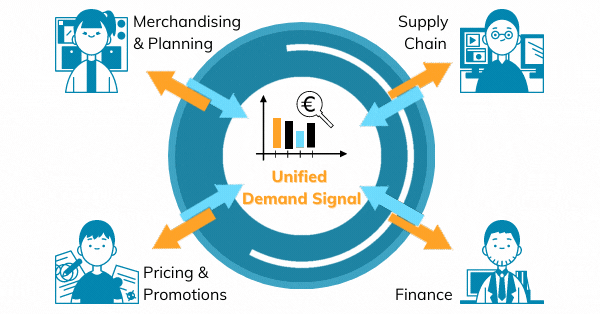 Merchandising
& Planning
Supply
Chain
€
Unified
Demand Signal
Pricing &
Promotions
Finance